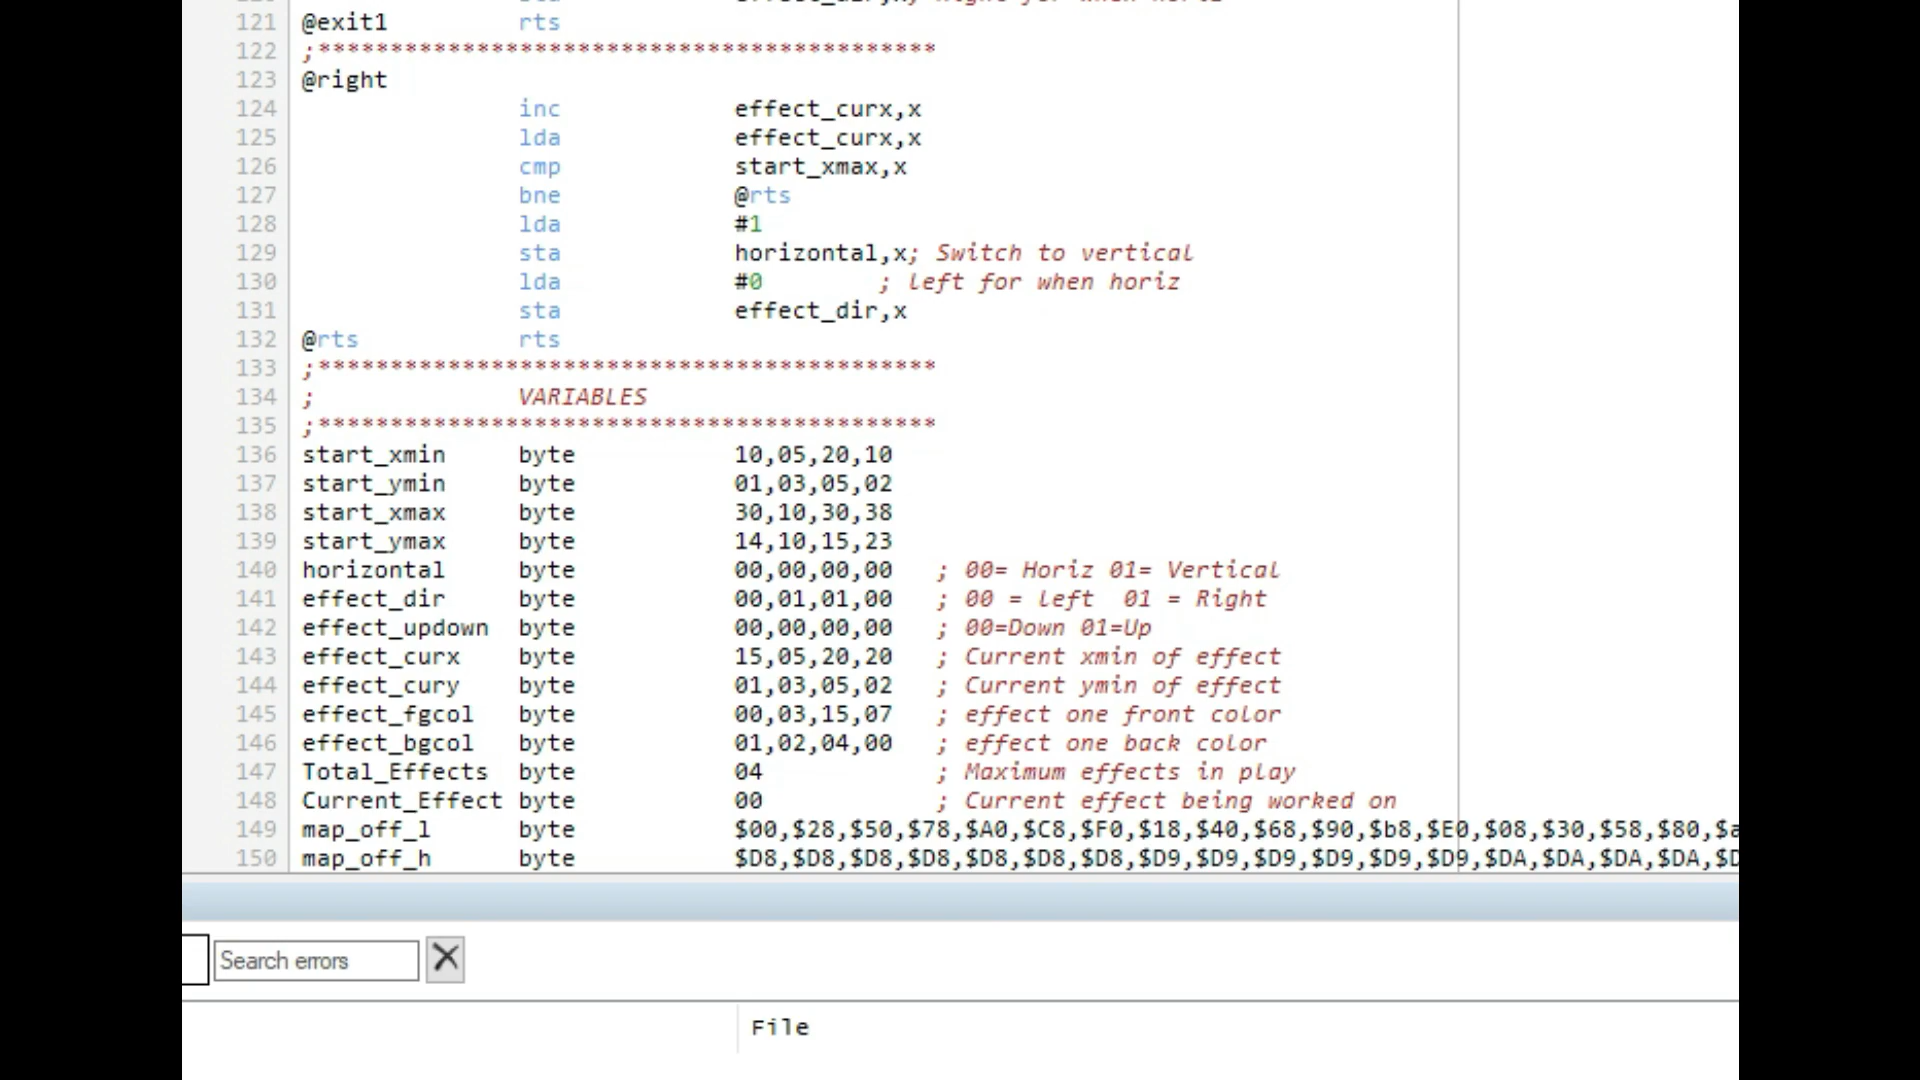 121 @exit1 rts
122 ;*******************************************
123 @right
124 inc effect_curx,x
125 lda effect_curx,x
126 cmp start_xmax,x
127 bne @rts
128 lda #1
129 sta horizontal,x; Switch to vertical
130 lda #0 ; left for when horiz
131 sta effect_dir,x
132 @rts rts
133 ;*******************************************
134 ; VARIABLES
135 ;*******************************************
136 start_xmin byte 10,05,20,10
137 start_ymin byte 01,03,05,02
138 start_xmax byte 30,10,30,38
139 start_ymax byte 14,10,15,23
140 horizontal byte 00,00,00,00 ; 00= Horiz 01= Vertical
141 effect_dir byte 00,01,01,00 ; 00 = left 01 = Right
142 effect_updown byte 00,00,00,00 ; 00=Down 01=Up
143 effect_curx byte 15,05,20,20 ; Current xmin of effect
144 effect_cury byte 01,03,05,02 ; Current ymin of effect
145 effect_fgcol byte 00,03,15,07 ; effect one front color
146 effect_bgcol byte 01,02,04,00 ; effect one back color
147 Total_Effects byte 04 ; Maximum effects in play
148 Current_Effect byte 00 ; Current effect being worked on
149 map_off_l byte $00,$28,$50,$78,$A0,$C8,$F0,$18,$40,$68,$90,$b8,$E0,$08,$30,$58,$80,$a
150 map_off_h byte $D8,$D8,$D8,$D8,$D8,$D8,$D8,$D9,$D9,$D9,$D9,$D9,$D9,$DA,$DA,$DA,$DA,$D
Search errors
File